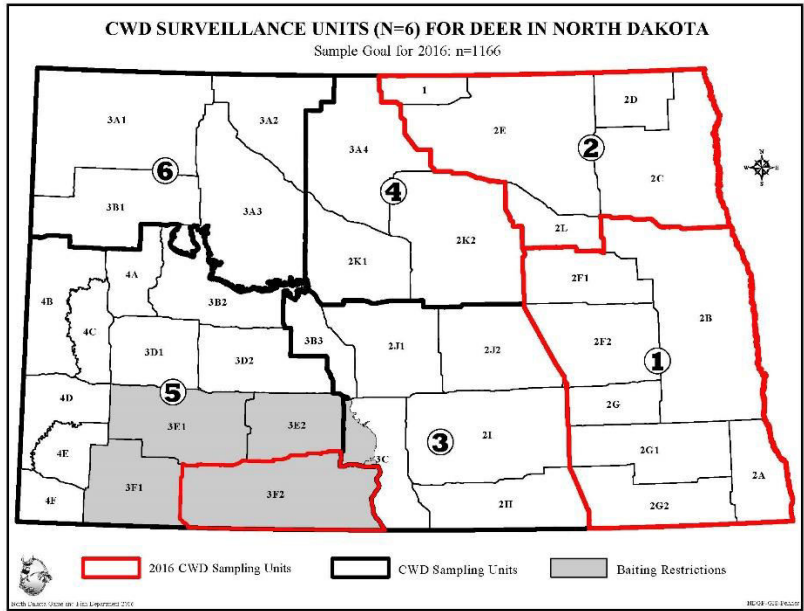 CWD SURVEILLANCE UNITS (N=6) FOR DEER IN NORTH DAKOTA
Sample Goal for 2016: n=1166
1
2D
3A1
3A2
2E
3A4
2
N
W E
S
6
4
2C
3B1
3A3
2L
2K1
2K2
4A
2F1
4B
3B2
2B
4C
3B3
2J1
2J2
2F2
3D1
3D2
1
4D
5
2G
3E1
3E2
3
2I
4E
3C
2G1
3F1
3F2
2A
4F
2H
2G2
2016 CWD Sampling Units
CWD Sampling Units
Baiting Restrictions
North Dakota Game and Fish Department 2016